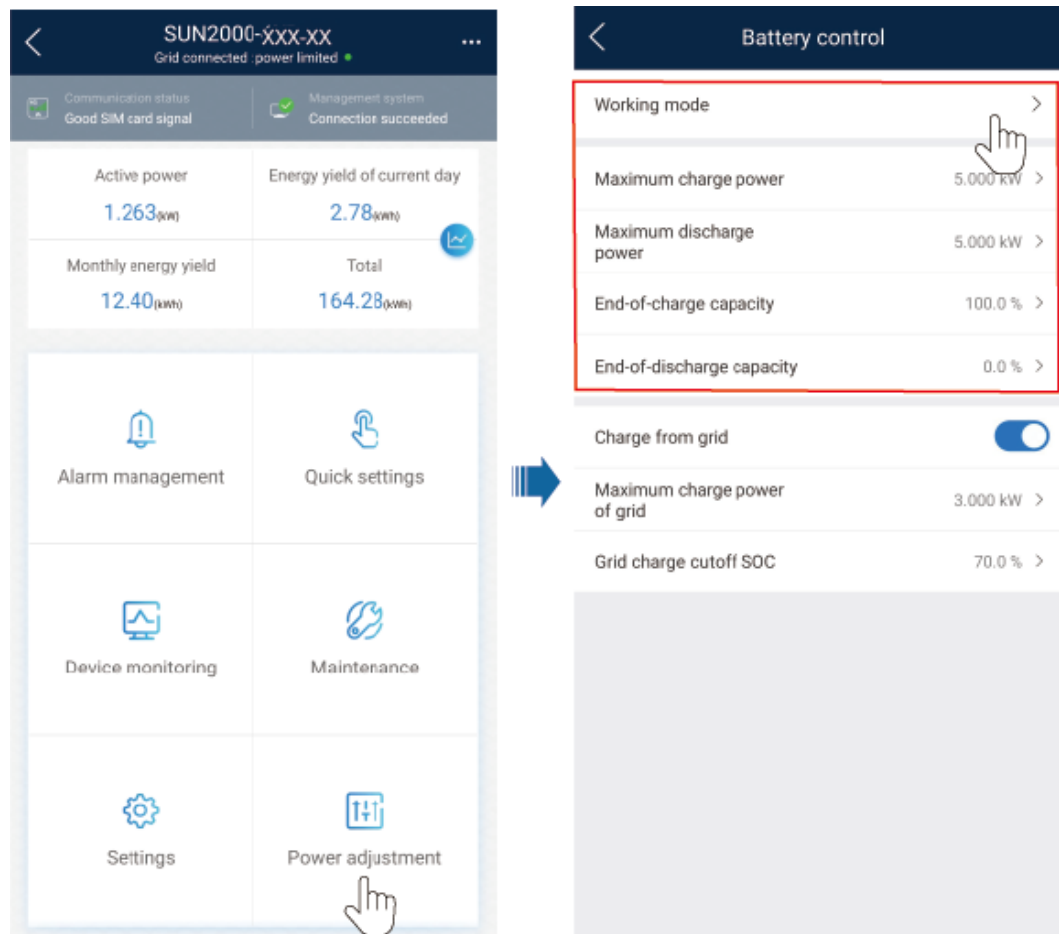 SUN2000-XXX-XX
Grid connected :power limited
Communication status
Good SIM card signal
Management system
Connection succeeded
Active power
1.263(kW)
Energy yield of current day
2.78(kWh)
Monthly energy yield
12.40(kWh)
Total
164.28(kWh)
Alarm management
Quick settings
Device monitoring
Maintenance
Settings
Power adjustment
Battery control
Working mode
Maximum charge power
5.000 kW
Maximum discharge
power
5.000 kW
End-of-charge capacity
100.0 %
End-of-discharge capacity
0.0 %
Charge from grid
Maximum charge power
of grid
3.000 kW
Grid charge cutoff SOC
70.0 %